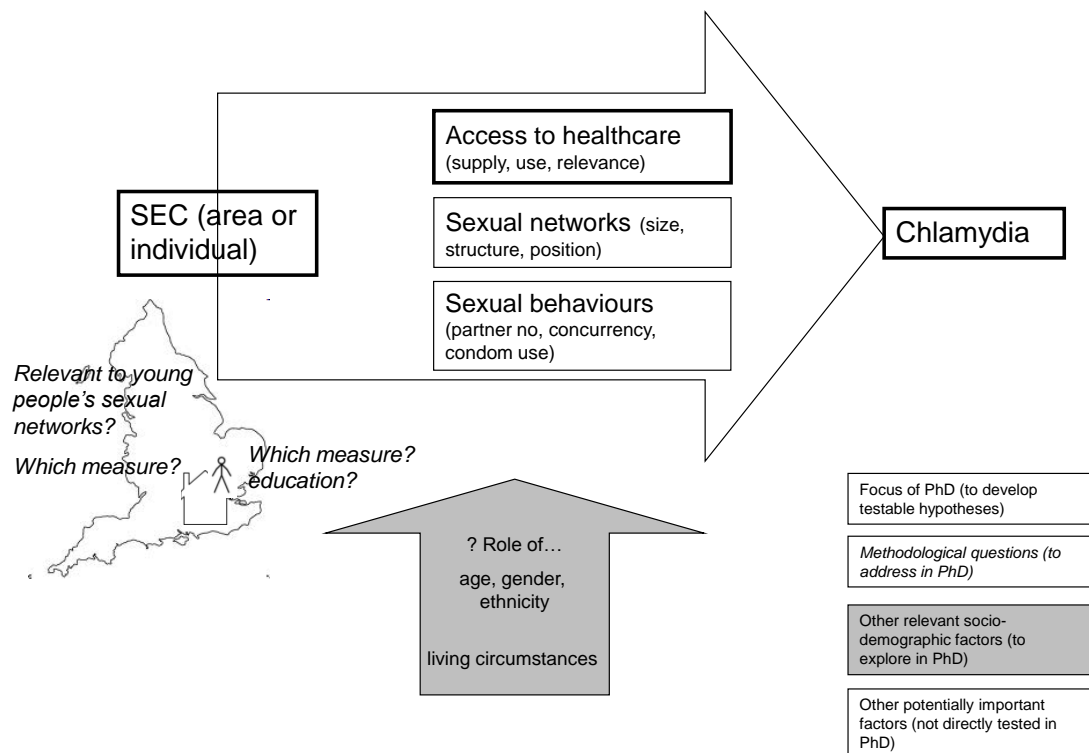 Access to healthcare
(supply, use, relevance)
SEC (area or
individual)
Sexual networks (size,
structure, position)
Chlamydia
Sexual behaviours
(partner no, concurrency,
condom use)
Relevant to young
people’s sexual
networks?
Which measure?
Which measure?
education?
? Role of…
age, gender,
ethnicity
living circumstances
Focus of PhD (to develop
testable hypotheses)
Methodological questions (to
address in PhD)
Other relevant socio-
demographic factors (to
explore in PhD)
Other potentially important
factors (not directly tested in
PhD)